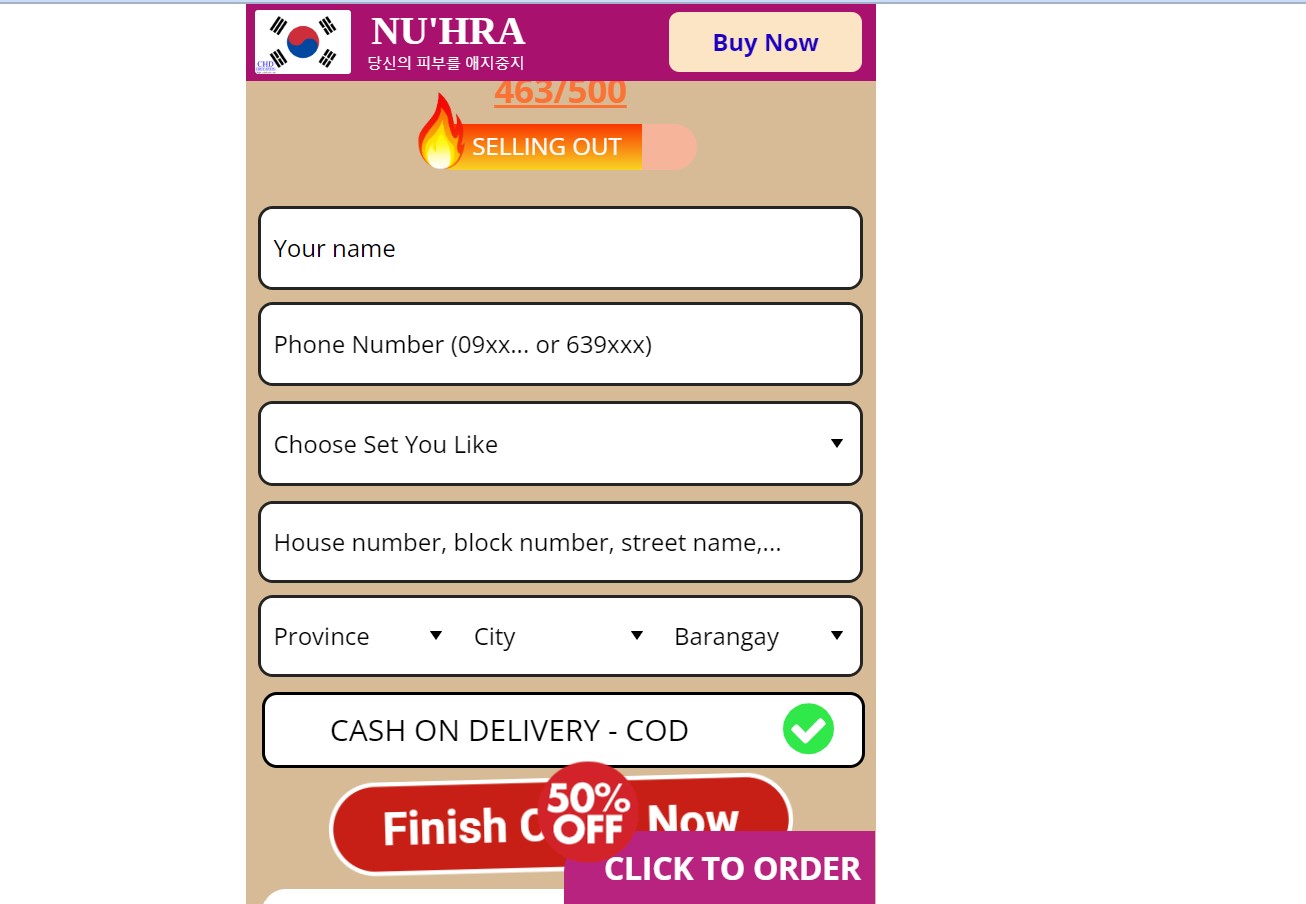 NU'HRA
당신의 피부를 애지중지
CHD
Buy Now
463/500
SELLING OUT
Your name
Phone Number (09xx... or 639xxx)
Choose Set You Like
House number, block number, street name,...
Province City Barangay
CASH ON DELIVERY - COD
Finish Now
50%
OFF
CLICK TO ORDER